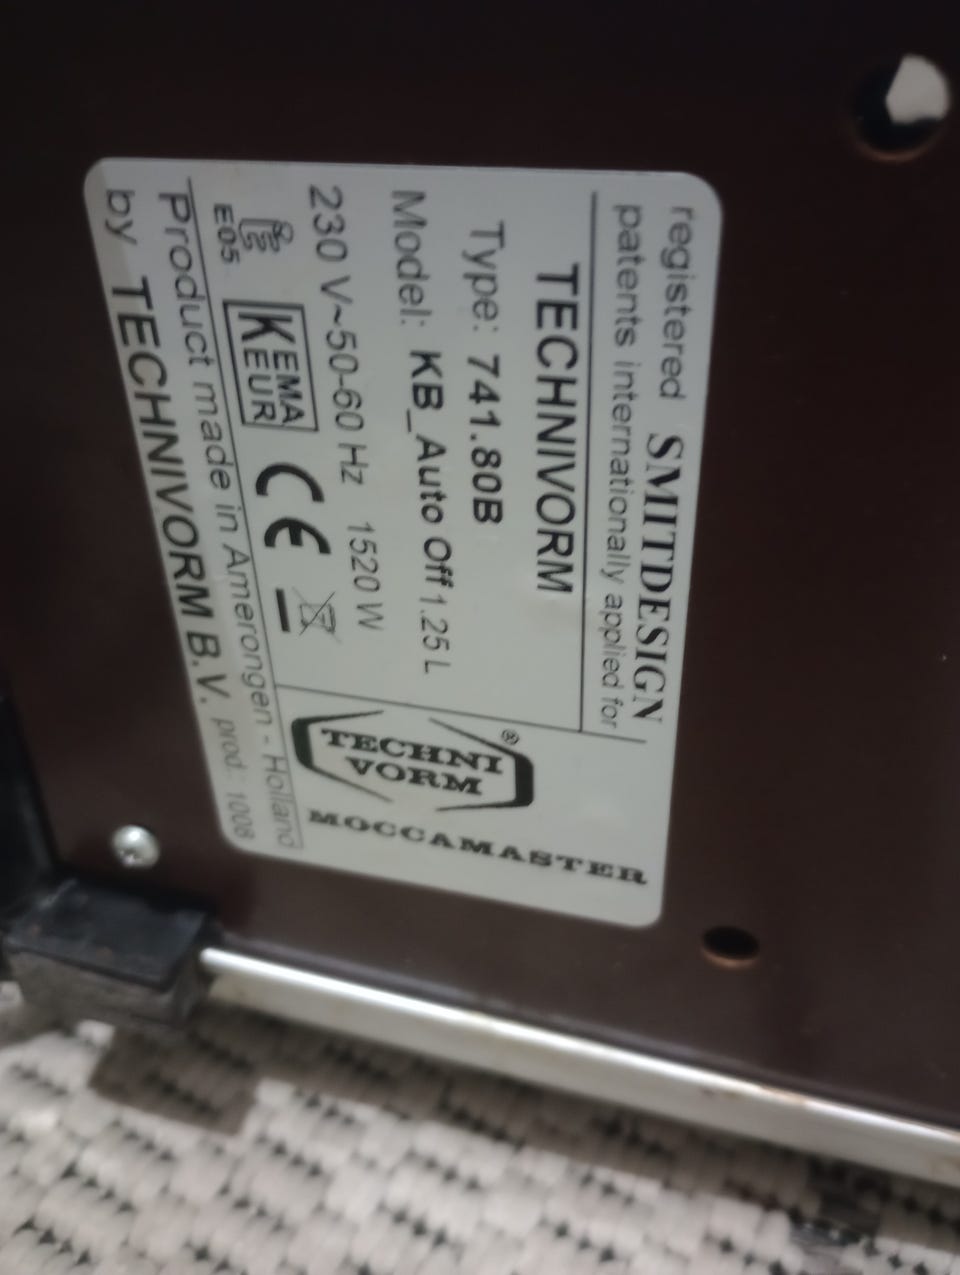 registered SMITDESIGN
patents internationally applied for
TECHNIVORM
Type: 741.80B
Model: KB_Auto Off 1.25 L
230 V~50-60 Hz 1520 W
E05
KEMA
KEUR
CE
Product made in Amerongen - Holland
by TECHNIVORM B.V. prod.: 1008
TECHNI
VORM
®
MOCCAMASTER